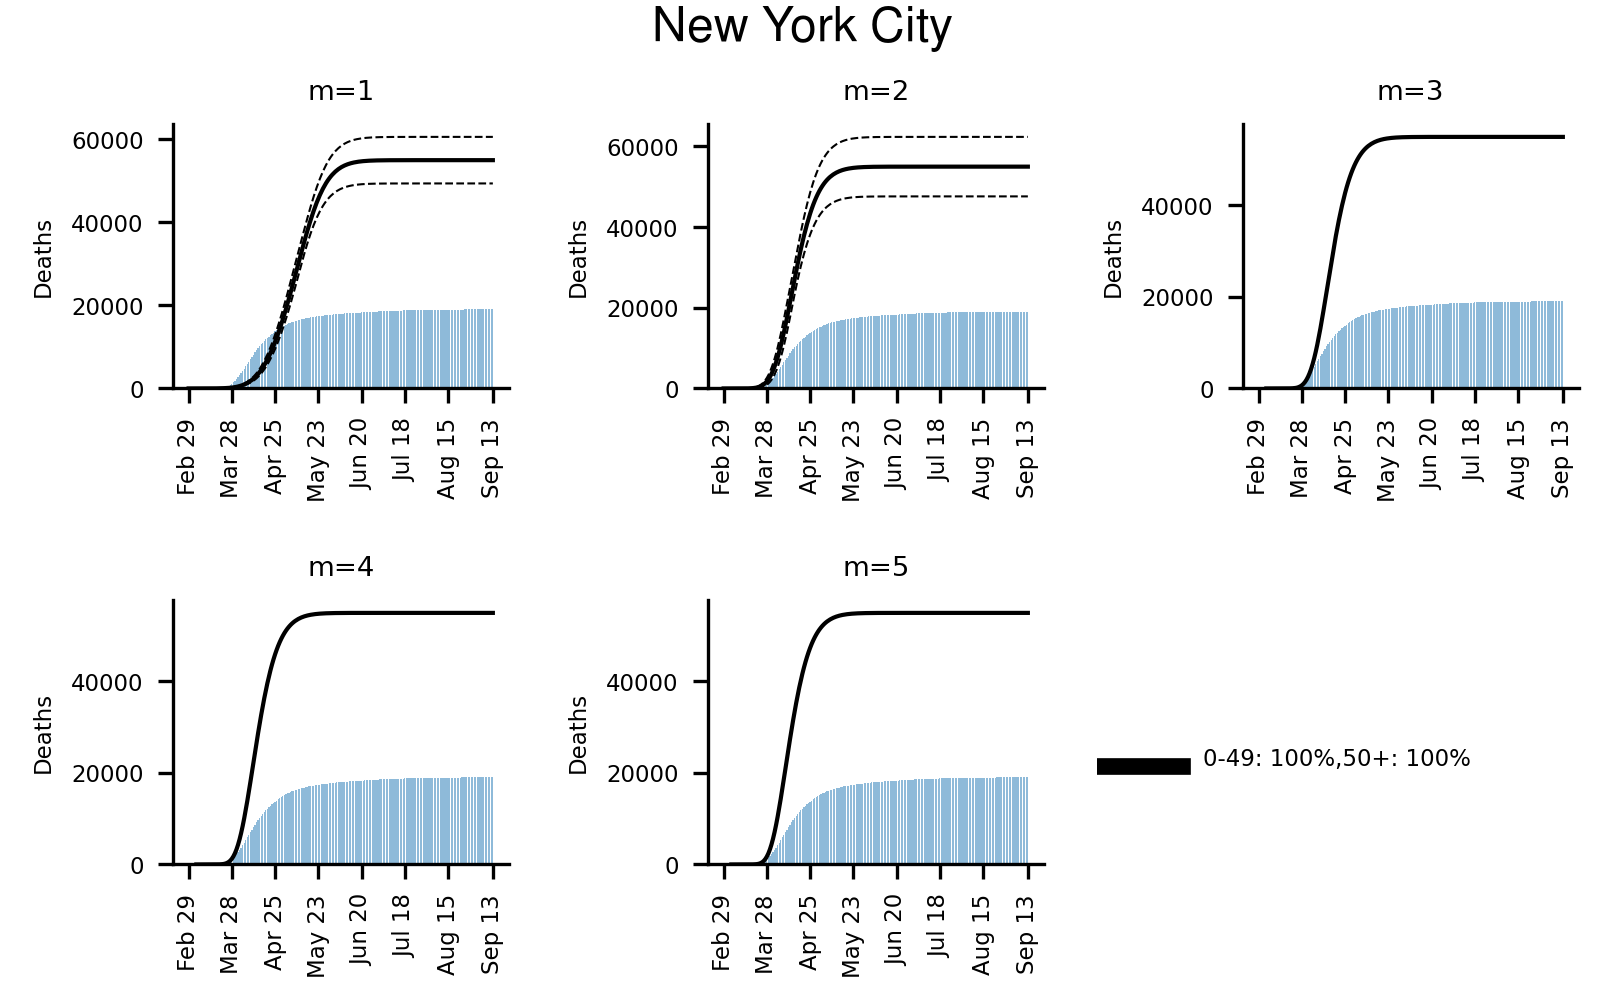 New York City
m=1
60000
40000
20000
0
Deaths
Feb 29
Mar 28
Apr 25
May 23
Jun 20
Jul 18
Aug 15
Sep 13
m=2
60000
40000
20000
0
Deaths
Feb 29
Mar 28
Apr 25
May 23
Jun 20
Jul 18
Aug 15
Sep 13
m=3
40000
20000
0
Deaths
Feb 29
Mar 28
Apr 25
May 23
Jun 20
Jul 18
Aug 15
Sep 13
m=4
40000
20000
0
Deaths
Feb 29
Mar 28
Apr 25
May 23
Jun 20
Jul 18
Aug 15
Sep 13
m=5
40000
20000
0
Deaths
Feb 29
Mar 28
Apr 25
May 23
Jun 20
Jul 18
Aug 15
Sep 13
0-49: 100%,50+: 100%